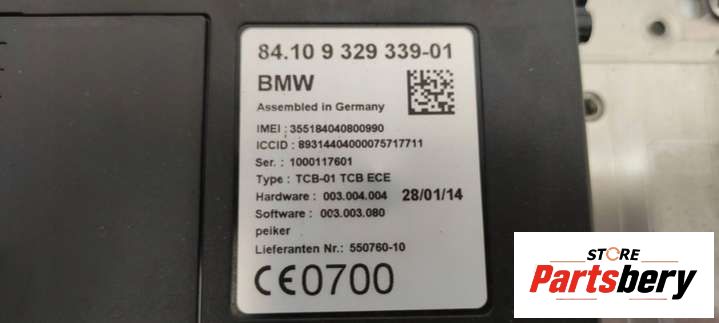 84.10 9 329 339-01
BMW
Assembled in Germany
IMEI : 355184040800990
ICCID : 89314404000075717711
Ser. : 1000117601
Type : TCB-01 TCB ECE
Hardware : 003.004.004 28/01/14
Software : 003.003.080
peiker
Lieferanten Nr.: 550760-10
CE0700
STORE
Partsbery